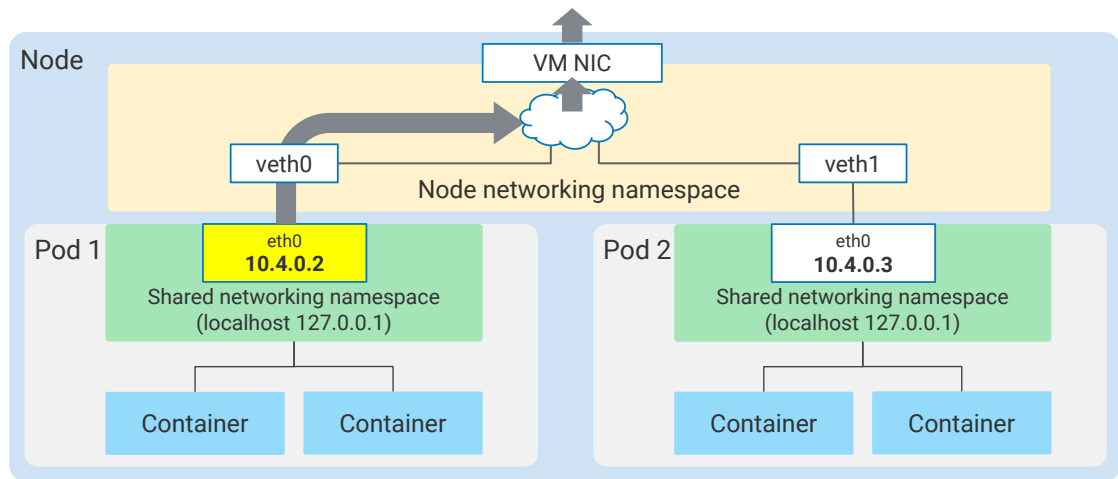 Node
VM NIC
veth0
veth1
Node networking namespace
Pod 1
eth0
10.4.0.2
Shared networking namespace
(localhost 127.0.0.1)
Container
Container
Pod 2
eth0
10.4.0.3
Shared networking namespace
(localhost 127.0.0.1)
Container
Container